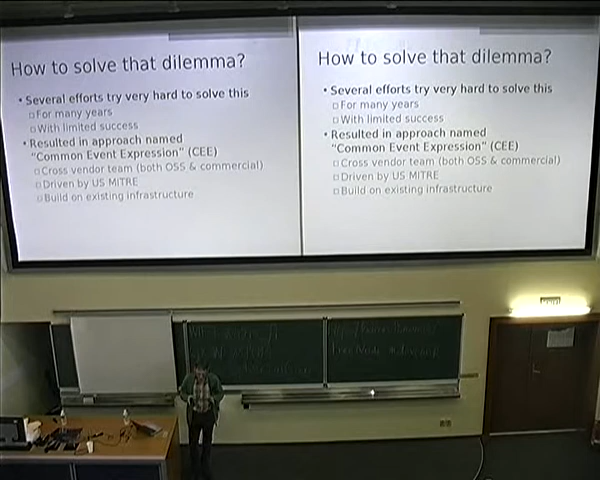 How to solve that dilemma?
• Several efforts try very hard to solve this
▫ For many years
▫ With limited success
• Resulted in approach named
"Common Event Expression" (CEE)
▫ Cross vendor team (both OSS & commercial)
▫ Driven by US MITRE
▫ Build on existing infrastructure
How to solve that dilemma?
• Several efforts try very hard to solve this
▫ For many years
▫ With limited success
• Resulted in approach named
"Common Event Expression" (CEE)
▫ Cross vendor team (both OSS & commercial)
▫ Driven by US MITRE
▫ Build on existing infrastructure